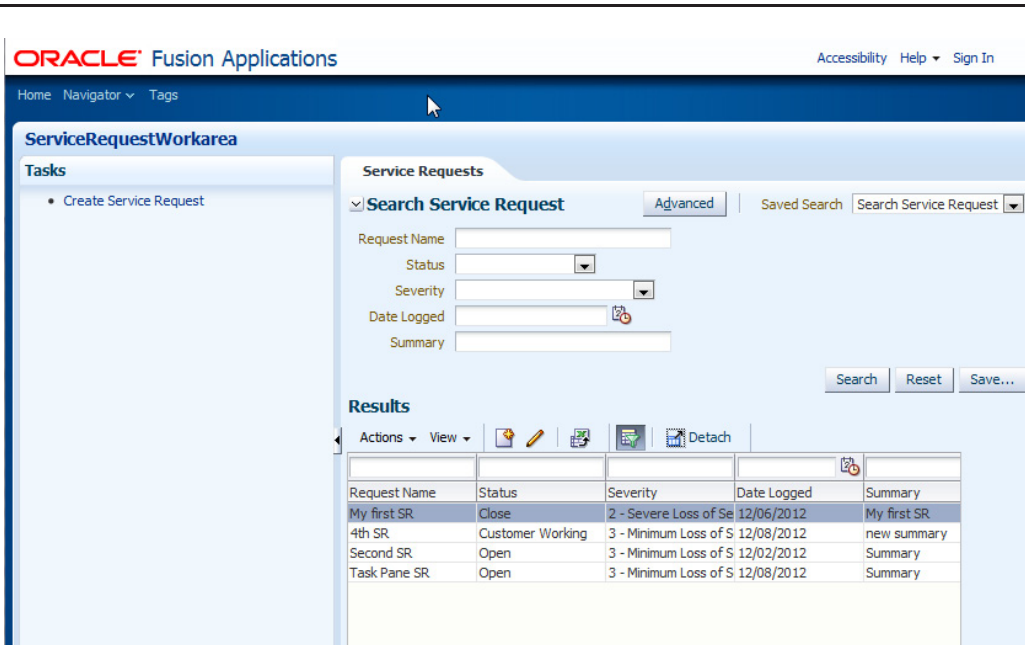 ORACLE Fusion Applications
Accessibility Help Sign In
Home Navigator Tags
ServiceRequestWorkarea
Tasks
Create Service Request
Service Requests
Search Service Request
Advanced
Saved Search Search Service Request
Request Name
Status
Severity
Date Logged
Summary
Search Reset Save...
Results
Actions View Detach
Request Name Status Severity Date Logged Summary
My first SR Close 2 - Severe Loss of Se 12/06/2012 My first SR
4th SR Customer Working 3 - Minimum Loss of S 12/08/2012 new summary
Second SR Open 3 - Minimum Loss of S 12/02/2012 Summary
Task Pane SR Open 3 - Minimum Loss of S 12/08/2012 Summary